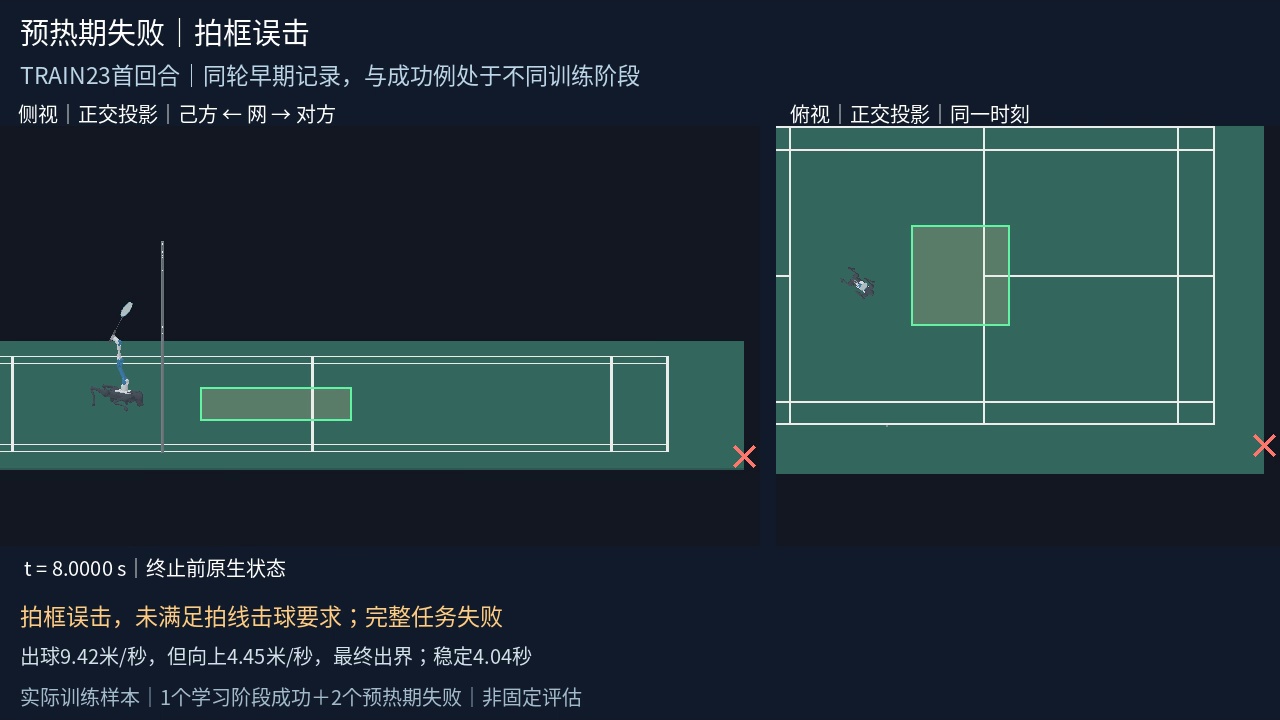 预热期失败｜拍框误击
TRAIN23首回合｜同轮早期记录，与成功例处于不同训练阶段
侧视｜正交投影｜己方 ← 网 → 对方
俯视｜正交投影｜同一时刻
t = 8.0000 s｜终止前原生状态
拍框误击，未满足拍线击球要求；完整任务失败
出球9.42米/秒，但向上4.45米/秒，最终出界；稳定4.04秒
实际训练样本｜1个学习阶段成功＋2个预热期失败｜非固定评估